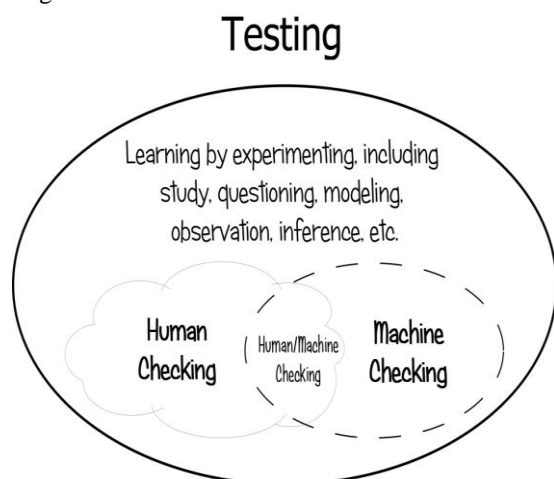 Testing
Learning by experimenting, including
study, questioning, modeling,
observation, inference, etc.
Human
Checking
Human/Machine
Checking
Machine
Checking